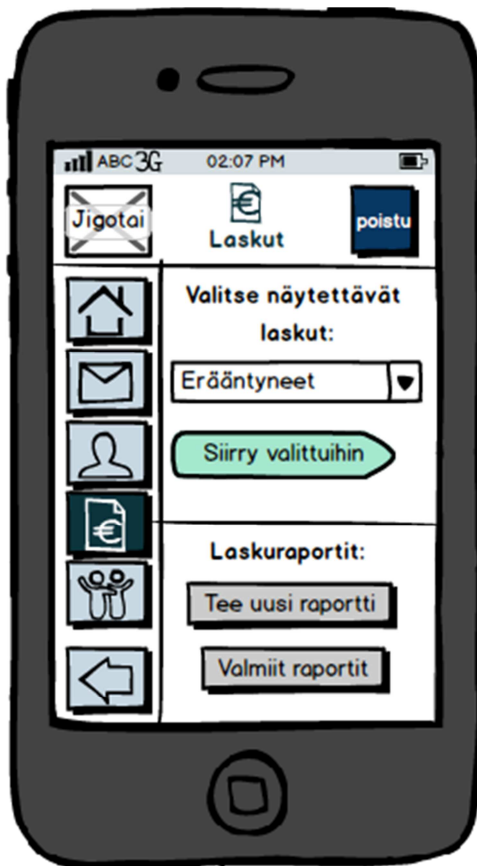 ABC 3G 02:07 PM
Jigotai
€
Laskut
poistu
Valitse näytettävät
laskut:
Erääntyneet
Siirry valittuihin
€
Laskuraportit:
Tee uusi raportti
Valmiit raportit